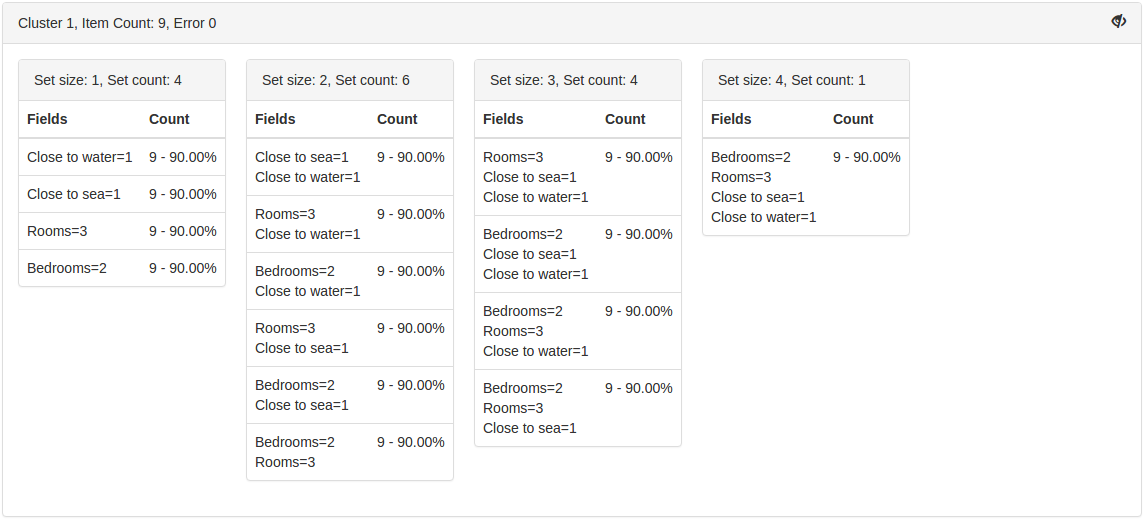 Cluster 1, Item Count: 9, Error 0
Set size: 1, Set count: 4
Fields Count
Close to water=1 9 - 90.00%
Close to sea=1 9 - 90.00%
Rooms=3 9 - 90.00%
Bedrooms=2 9 - 90.00%
Set size: 2, Set count: 6
Fields Count
Close to sea=1 9 - 90.00%
Close to water=1
Rooms=3 9 - 90.00%
Close to water=1
Bedrooms=2 9 - 90.00%
Close to water=1
Rooms=3 9 - 90.00%
Close to sea=1
Bedrooms=2 9 - 90.00%
Close to sea=1
Bedrooms=2 9 - 90.00%
Rooms=3
Set size: 3, Set count: 4
Fields Count
Rooms=3 9 - 90.00%
Close to sea=1
Close to water=1
Bedrooms=2 9 - 90.00%
Close to sea=1
Close to water=1
Bedrooms=2 9 - 90.00%
Rooms=3
Close to water=1
Bedrooms=2 9 - 90.00%
Rooms=3
Close to sea=1
Set size: 4, Set count: 1
Fields Count
Bedrooms=2 9 - 90.00%
Rooms=3
Close to sea=1
Close to water=1